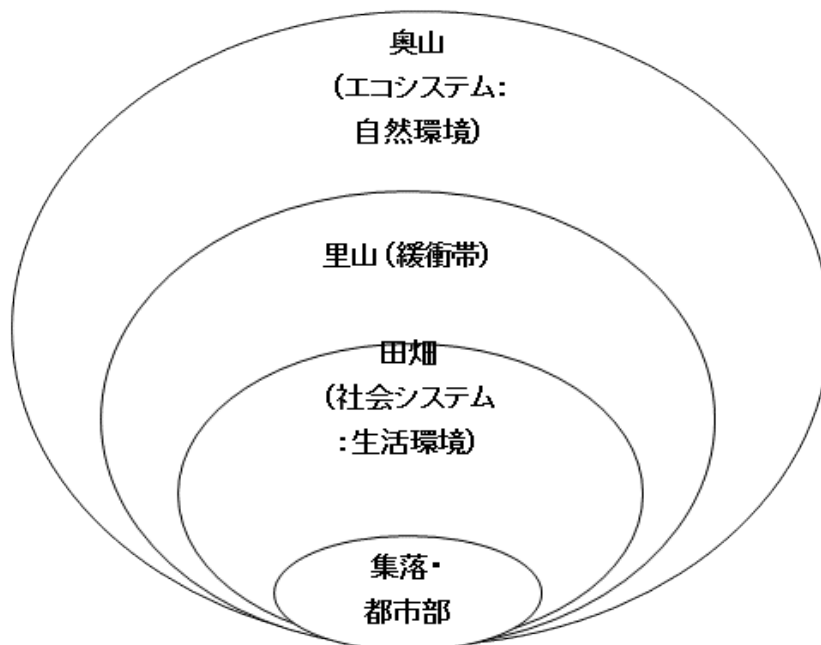 奥山
(エコシステム:
自然環境)
里山(緩衝帯)
田畑
(社会システム
:生活環境)
集落・
都市部